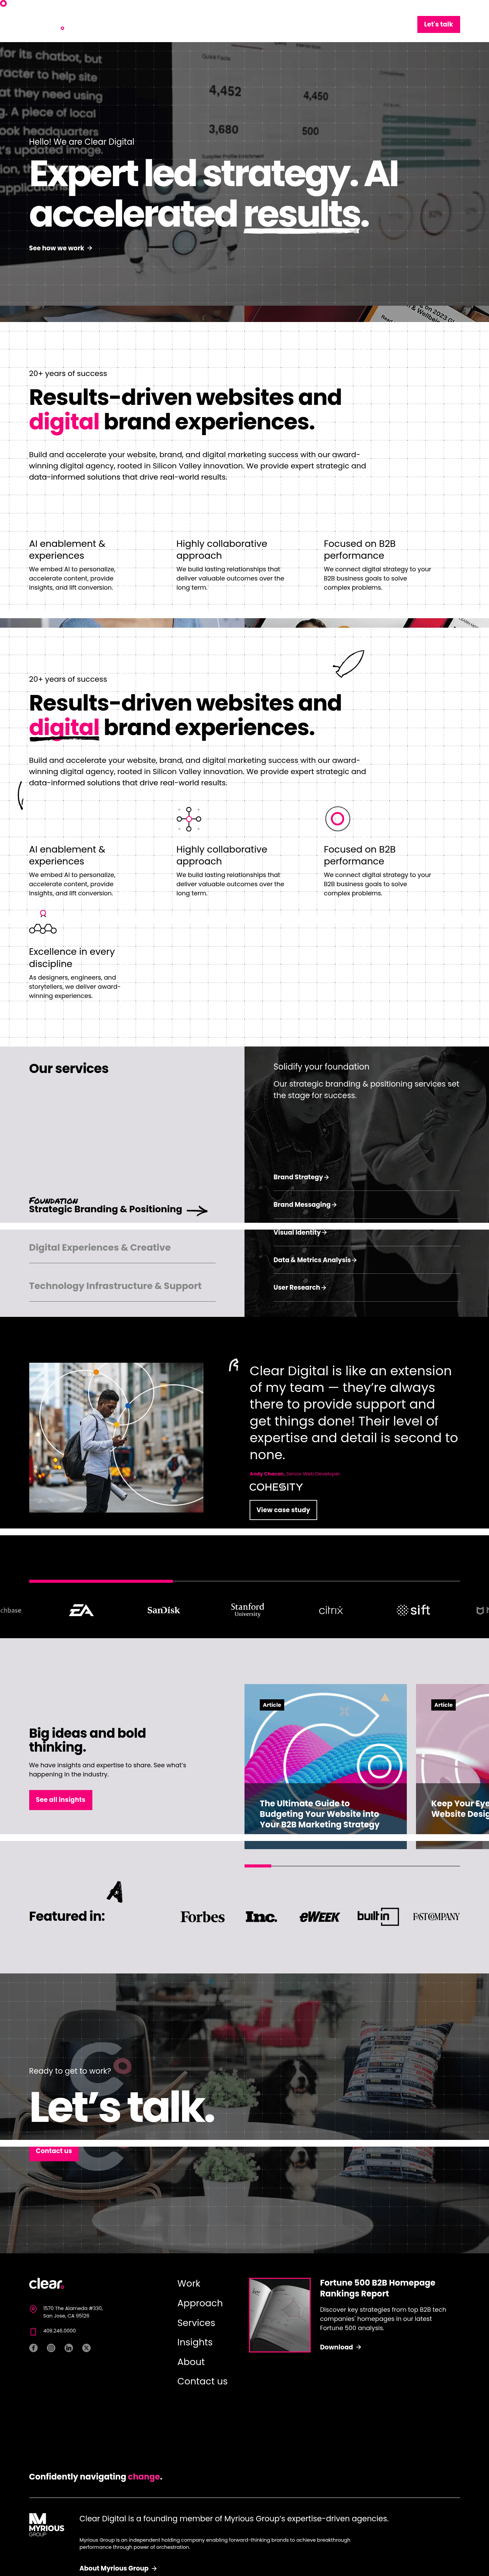 Let's talk
for its chatbot,
4,452
4,450
3,680
500
Hello! We are Clear Digital
Expert led strategy. AI
accelerated results.
See how we work →
20+ years of success
Results-driven websites and
digital brand experiences.
Build and accelerate your website, brand, and digital marketing success with our award-
winning digital agency, rooted in Silicon Valley innovation. We provide expert strategic and
data-informed solutions that drive real-world results.
AI enablement &
experiences
We embed AI to personalize,
accelerate content, provide
insights, and lift conversion.
Highly collaborative
approach
We build lasting relationships that
deliver valuable outcomes over the
long term.
Focused on B2B
performance
We connect digital strategy to your
B2B business goals to solve
complex problems.
20+ years of success
Results-driven websites and
digital brand experiences.
Build and accelerate your website, brand, and digital marketing success with our award-
winning digital agency, rooted in Silicon Valley innovation. We provide expert strategic and
data-informed solutions that drive real-world results.
AI enablement &
experiences
We embed AI to personalize,
accelerate content, provide
insights, and lift conversion.
Highly collaborative
approach
We build lasting relationships that
deliver valuable outcomes over the
long term.
Focused on B2B
performance
We connect digital strategy to your
B2B business goals to solve
complex problems.
Excellence in every
discipline
As designers, engineers, and
storytellers, we deliver award-
winning experiences.
Our services
Foundation
Strategic Branding & Positioning
Digital Experiences & Creative
Technology Infrastructure & Support
Solidify your foundation
Our strategic branding & positioning services set
the stage for success.
Brand Strategy →
Brand Messaging →
Visual Identity →
Data & Metrics Analysis →
User Research →
Clear Digital is like an extension
of my team — they're always
there to provide support and
get things done! Their level of
expertise and detail is second to
none.
Andy Chacon, Senior Web Developer
COHESITY
View case study
chbase
EA
SanDisk
Stanford
University
citrix
sift
Big ideas and bold
thinking.
We have insights and expertise to share. See what's
happening in the industry.
See all insights
Article
The Ultimate Guide to
Budgeting Your Website into
Your B2B Marketing Strategy
Article
Keep Your Eye
Website Desig
Featured in:
Forbes
Inc.
eWEEK
built in
FAST COMPANY
Ready to get to work?
Let's talk.
Contact us
clear
1570 The Alameda #330,
San Jose, CA 95126
408.246.0000
Work
Approach
Services
Insights
About
Contact us
Fortune 500 B2B Homepage
Rankings Report
Discover key strategies from top B2B tech
companies' homepages in our latest
Fortune 500 analysis.
Download →
Confidently navigating change.
MYRIOUS
GROUP
Clear Digital is a founding member of Myrious Group's expertise-driven agencies.
Myrious Group is an independent holding company enabling forward-thinking brands to achieve breakthrough
performance through power of orchestration.
About Myrious Group →